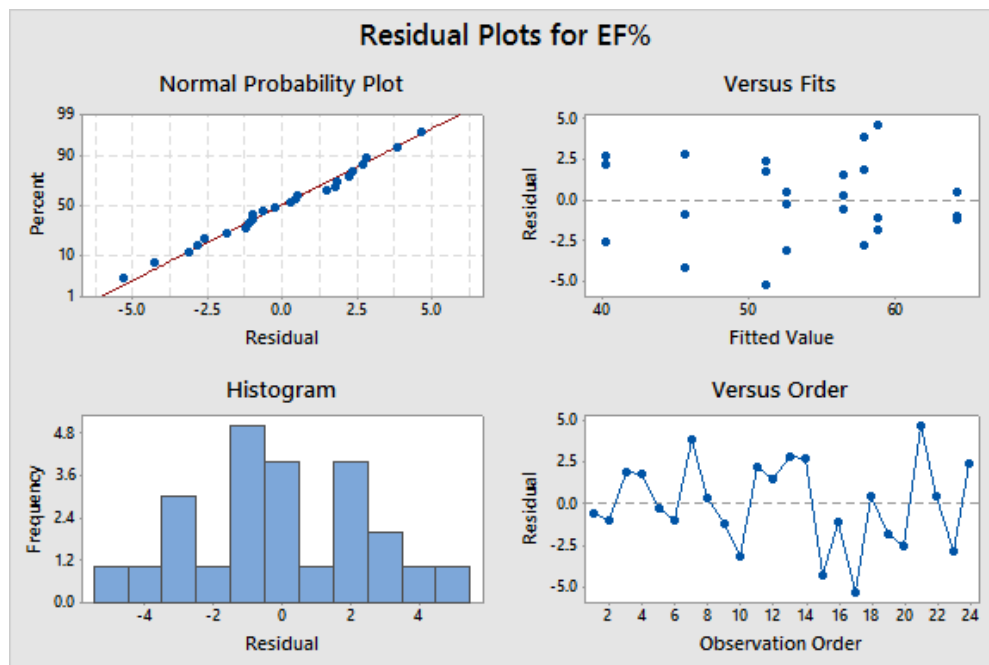 Residual Plots for EF%
Normal Probability Plot
99
90
50
10
1
Percent
-5.0 -2.5 0.0 2.5 5.0
Residual
Versus Fits
5.0
2.5
0.0
-2.5
-5.0
Residual
40 50 60
Fitted Value
Histogram
4.8
3.6
2.4
1.2
0.0
Frequency
-4 -2 0 2 4
Residual
Versus Order
5.0
2.5
0.0
-2.5
-5.0
Residual
2 4 6 8 10 12 14 16 18 20 22 24
Observation Order